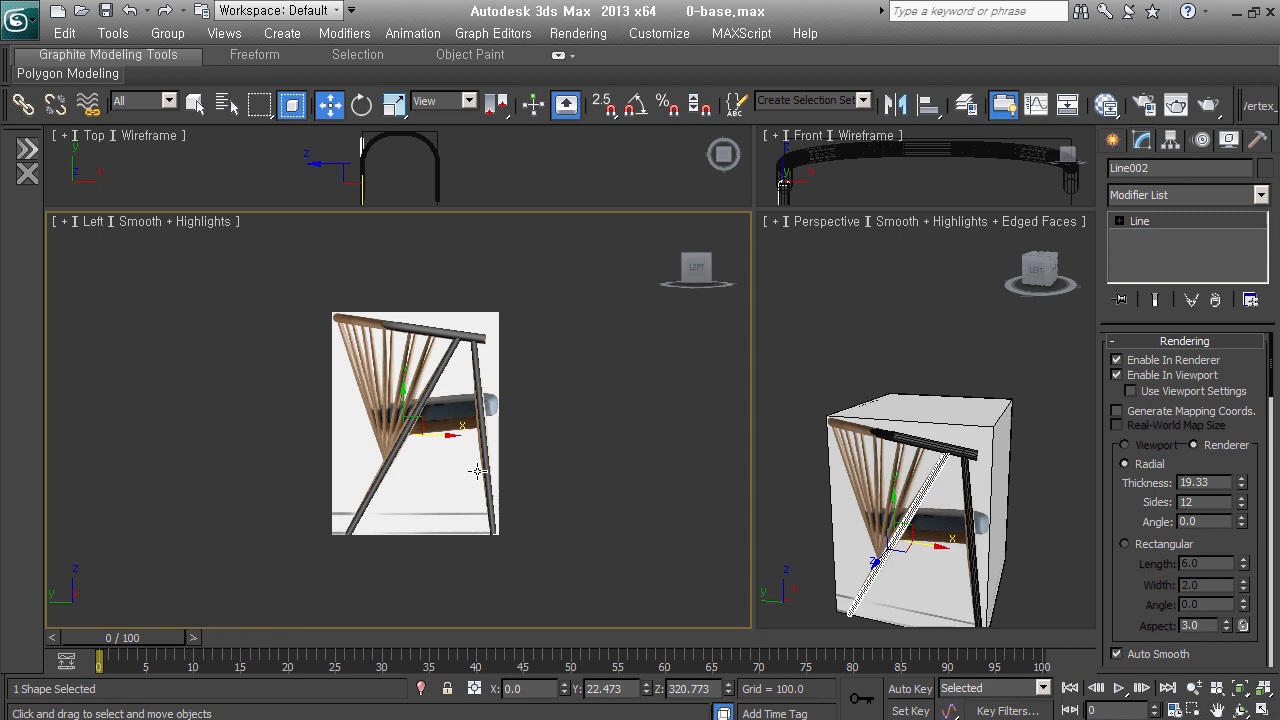 Workspace: Default
Autodesk 3ds Max 2013 x64 0-base.max
Type a keyword or phrase
Edit Tools Group Views Create Modifiers Animation Graph Editors Rendering Customize MAXScript Help
Graphite Modeling Tools Freeform Selection Object Paint
Polygon Modeling
All View 2.5 Create Selection Set /ertex_
[ + ] Top ] Wireframe ]
[ + ] Front ] Wireframe ]
[ + ] Left ] Smooth + Highlights ]
[ + ] Perspective ] Smooth + Highlights + Edged Faces ]
LEFT
LEFT
Line002
Modifier List
Line
- Rendering
Enable In Renderer
Enable In Viewport
Use Viewport Settings
Generate Mapping Coords.
Real-World Map Size
Viewport Renderer
Radial
Thickness: 19.33
Sides: 12
Angle: 0.0
Rectangular
Length: 6.0
Width: 2.0
Angle: 0.0
Aspect: 3.0
Auto Smooth
< 0 / 100 >
0 5 10 15 20 25 30 35 40 45 50 55 60 65 70 75 80 85 90 95 100
1 Shape Selected X: 0.0 Y: 22.473 Z: 320.773 Grid = 100.0 Auto Key Selected
Click and drag to select and move objects Add Time Tag Set Key Key Filters... 0